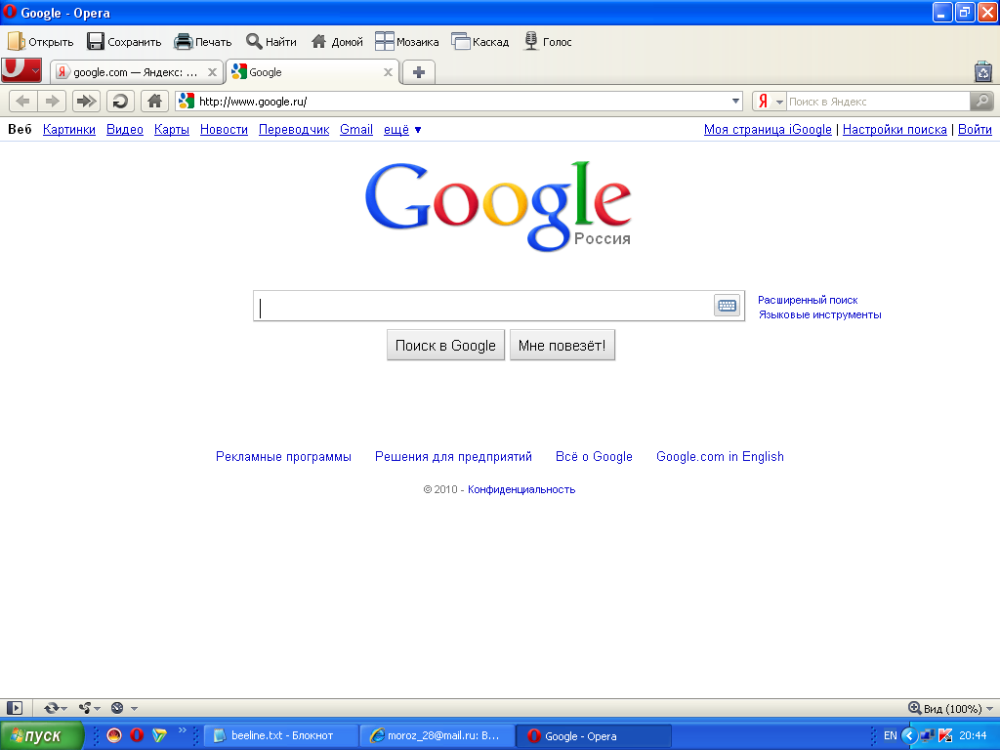 Google - Opera
Открыть Сохранить Печать Найти Домой Мозаика Каскад Голос
google.com — Яндекс: ... Google
http://www.google.ru/ Я Поиск в Яндекс
Веб Картинки Видео Карты Новости Переводчик Gmail ещё ▼ Моя страница iGoogle | Настройки поиска | Войти
Google
Россия
Расширенный поиск
Языковые инструменты
Поиск в Google Мне повезёт!
Рекламные программы Решения для предприятий Всё о Google Google.com in English
© 2010 - Конфиденциальность
Вид (100%)
пуск beeline.txt - Блокнот moroz_28@mail.ru: В... Google - Opera EN 20:44